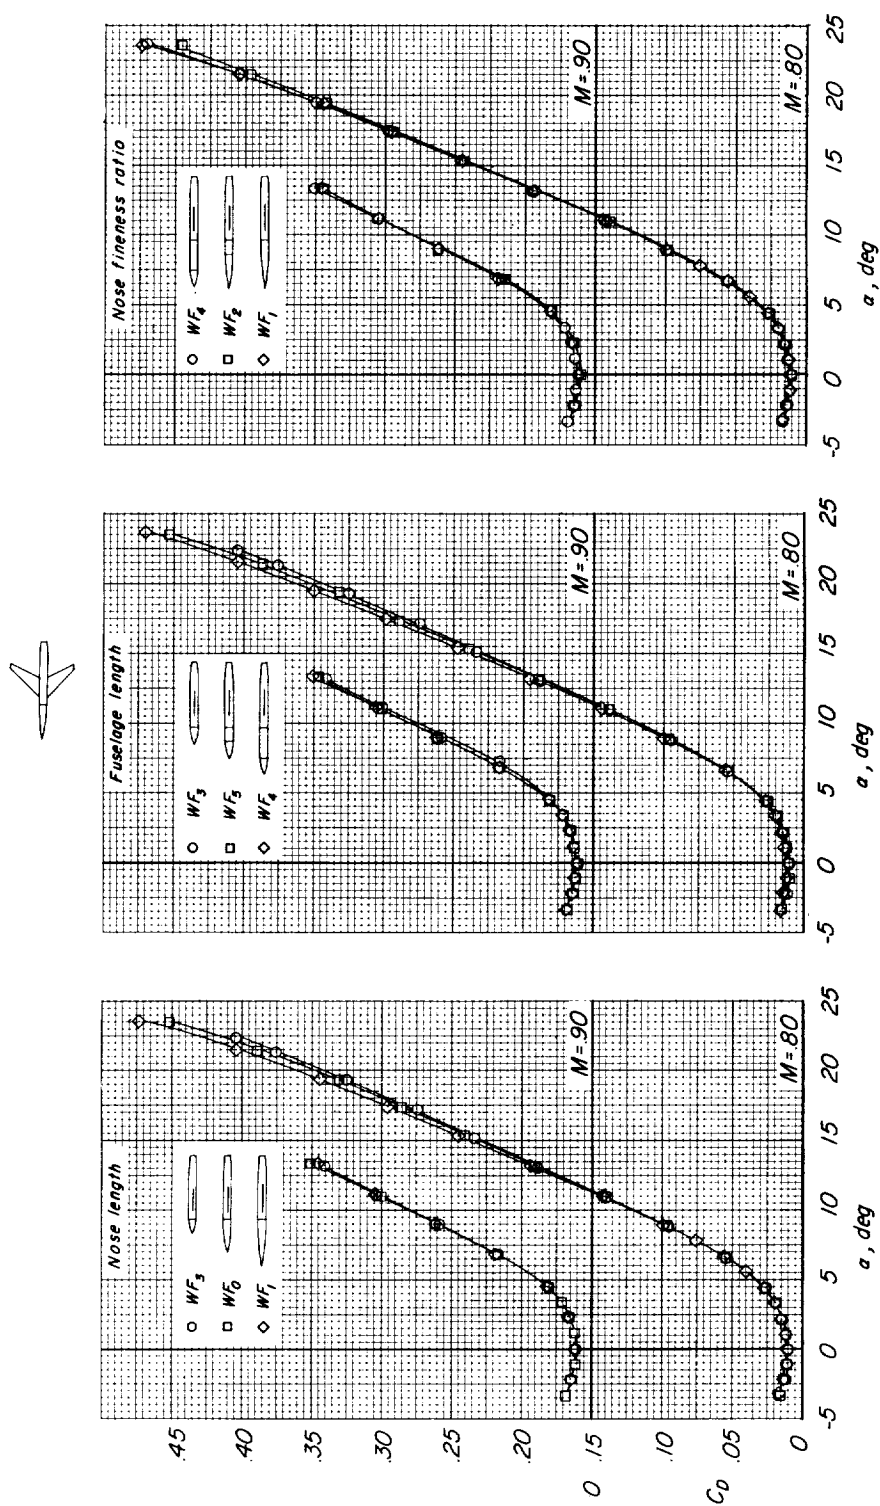 Nose length
WF₃
WF₀
WF₁
M=.90
M=.80
.45
.40
.35
.30
.25
.20
0 .15
.10
C_D .05
0
-5 0 5 10 15 20 25
α, deg
Fuselage length
WF₃
WF₅
WF₄
M=.90
M=.80
-5 0 5 10 15 20 25
α, deg
Nose fineness ratio
WF₄
WF₂
WF₁
M=.90
M=.80
-5 0 5 10 15 20 25
α, deg